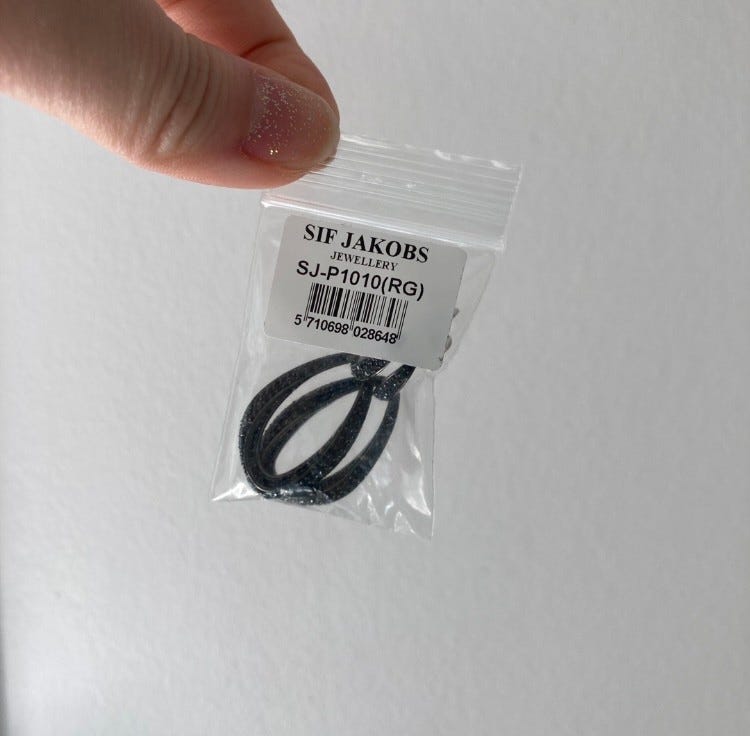 SIF JAKOBS
JEWELLERY
SJ-P1010(RG)
5 710698 028648